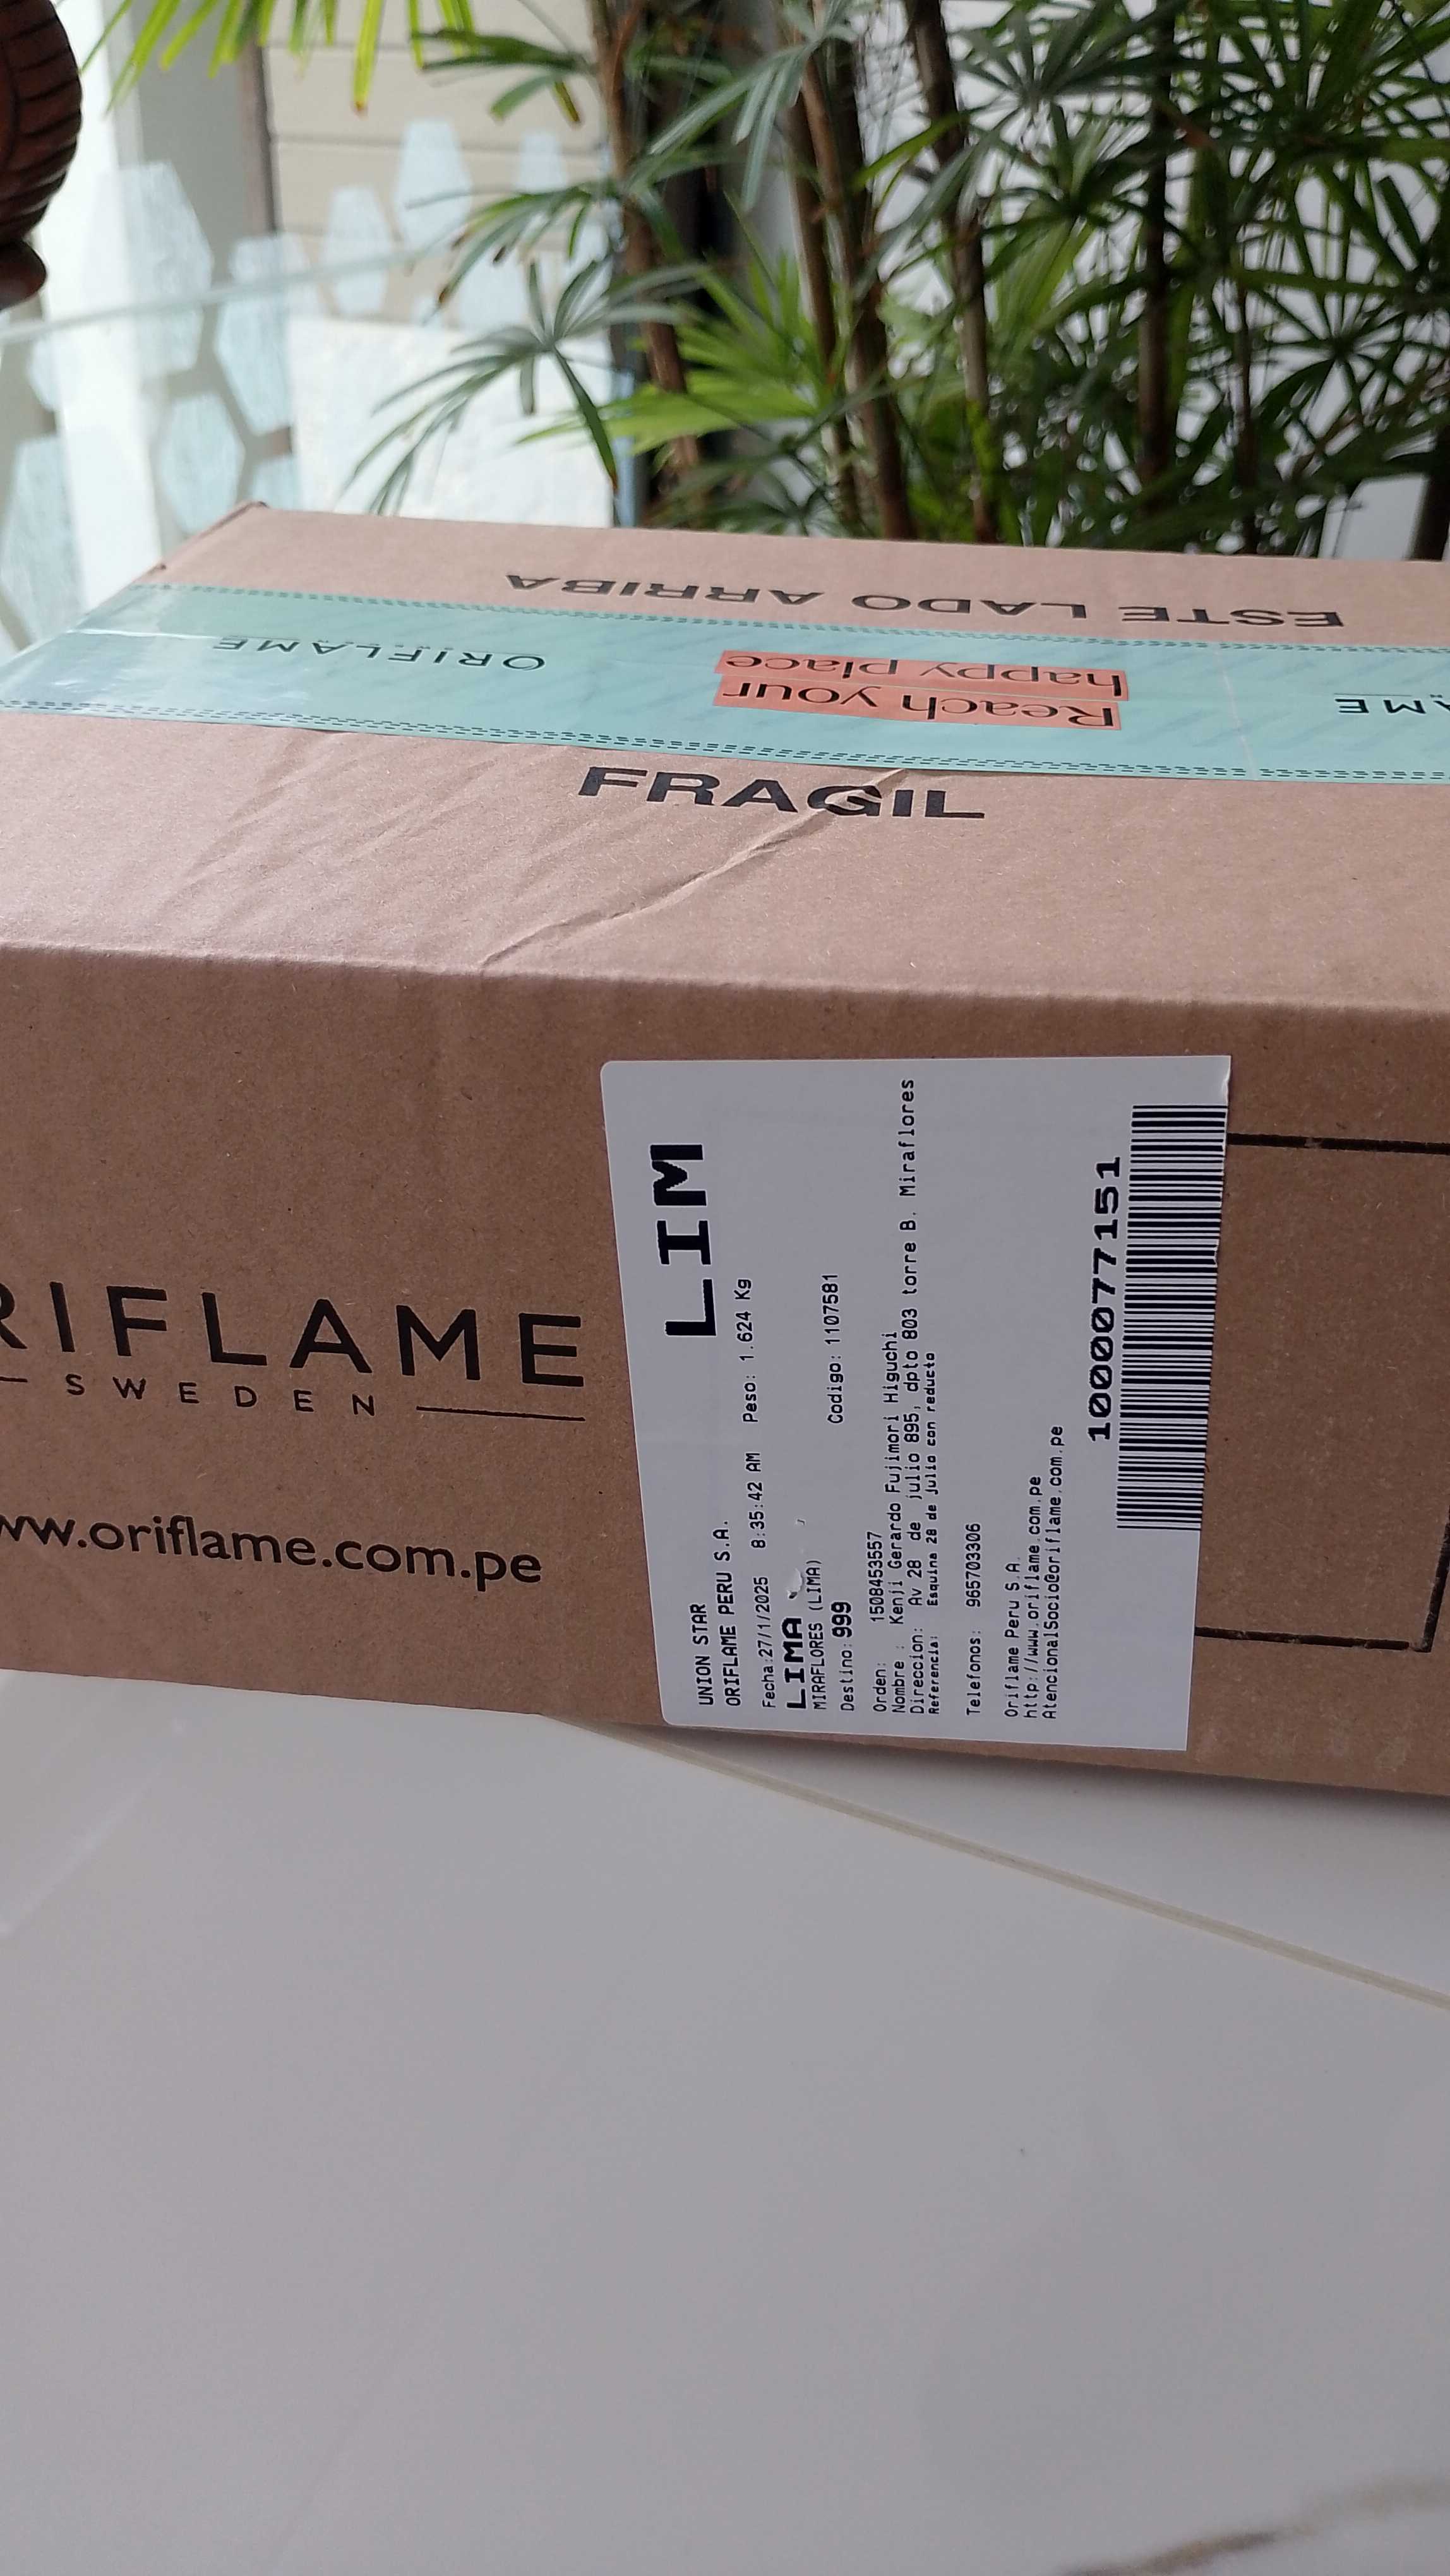 ESTE LADO ARRIBA
ORIFLAME
Reach your
happy place
FRAGIL
RIFLAME
SWEDEN
ww.oriflame.com.pe
LIM
UNION STAR
ORIFLAME PERU S.A.
Fecha:27/1/2025 8:35:42 AM Peso: 1.624 Kg
LIMA
MIRAFLORES (LIMA)
Destino: 999 Codigo: 1107581
Orden: 1508453557
Nombre : Kenji Gerardo Fujimori Higuchi
Direccion: Av 28 de julio 895, dpto 803 torre B. Miraflores
Referencia: Esquina 28 de Julio con reducto
Telefonos: 965703306
Oriflame Peru S.A.
http://www.oriflame.com.pe
AtencionalSocio@oriflame.com.pe
1000077151